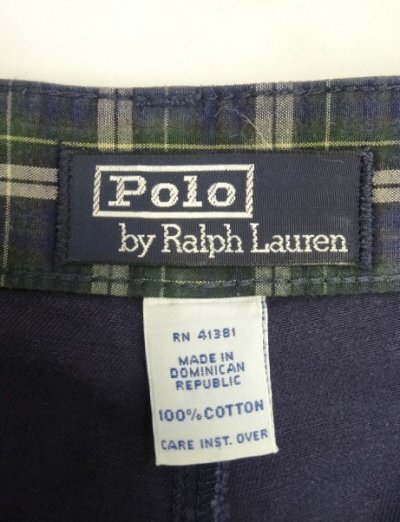 Polo
by Ralph Lauren
RN 41381
MADE IN
DOMINICAN
REPUBLIC
100% COTTON
CARE INST. OVER